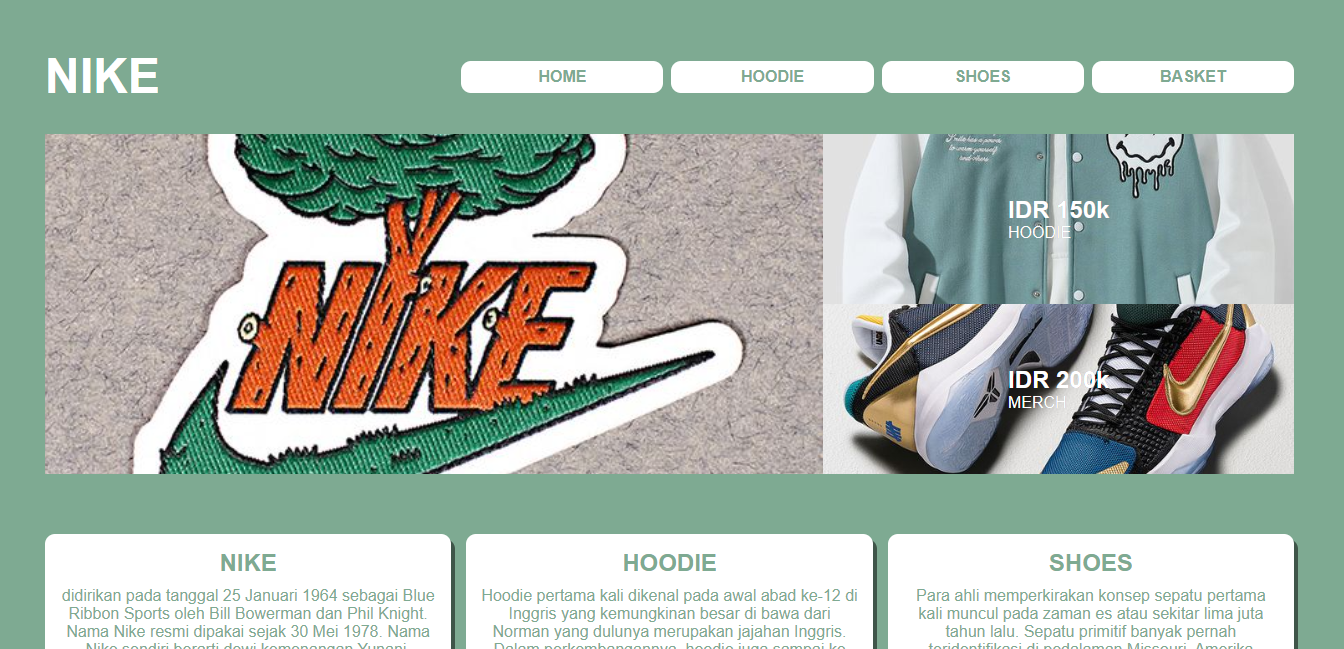 NIKE
HOME
HOODIE
SHOES
BASKET
NIKE
IDR 150k
HOODIE
IDR 200k
MERCH
NIKE
didirikan pada tanggal 25 Januari 1964 sebagai Blue
Ribbon Sports oleh Bill Bowerman dan Phil Knight.
Nama Nike resmi dipakai sejak 30 Mei 1978. Nama
Nike sendiri berarti dewi kemenangan Yunani
HOODIE
Hoodie pertama kali dikenal pada awal abad ke-12 di
Inggris yang kemungkinan besar di bawa dari
Norman yang dulunya merupakan jajahan Inggris.
Dalam perkembangannya, hoodie juga sampai ke
SHOES
Para ahli memperkirakan konsep sepatu pertama
kali muncul pada zaman es atau sekitar lima juta
tahun lalu. Sepatu primitif banyak pernah
teridentifikasi di pedalaman Missouri, Amerika